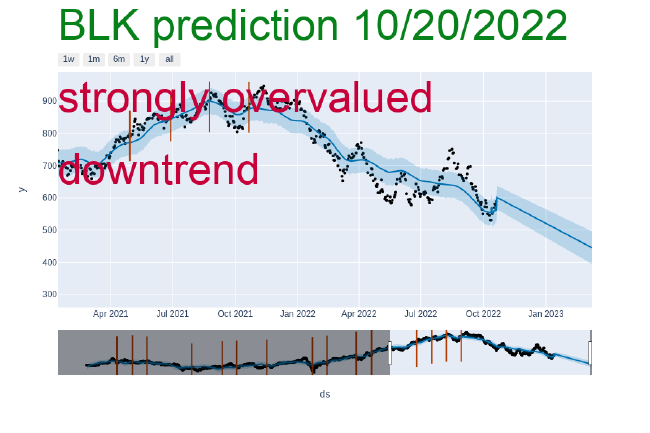 BLK prediction 10/20/2022
1w 1m 6m 1y all
strongly overvalued
downtrend
900
800
700
600
500
400
300
y
Apr 2021 Jul 2021 Oct 2021 Jan 2022 Apr 2022 Jul 2022 Oct 2022 Jan 2023
ds